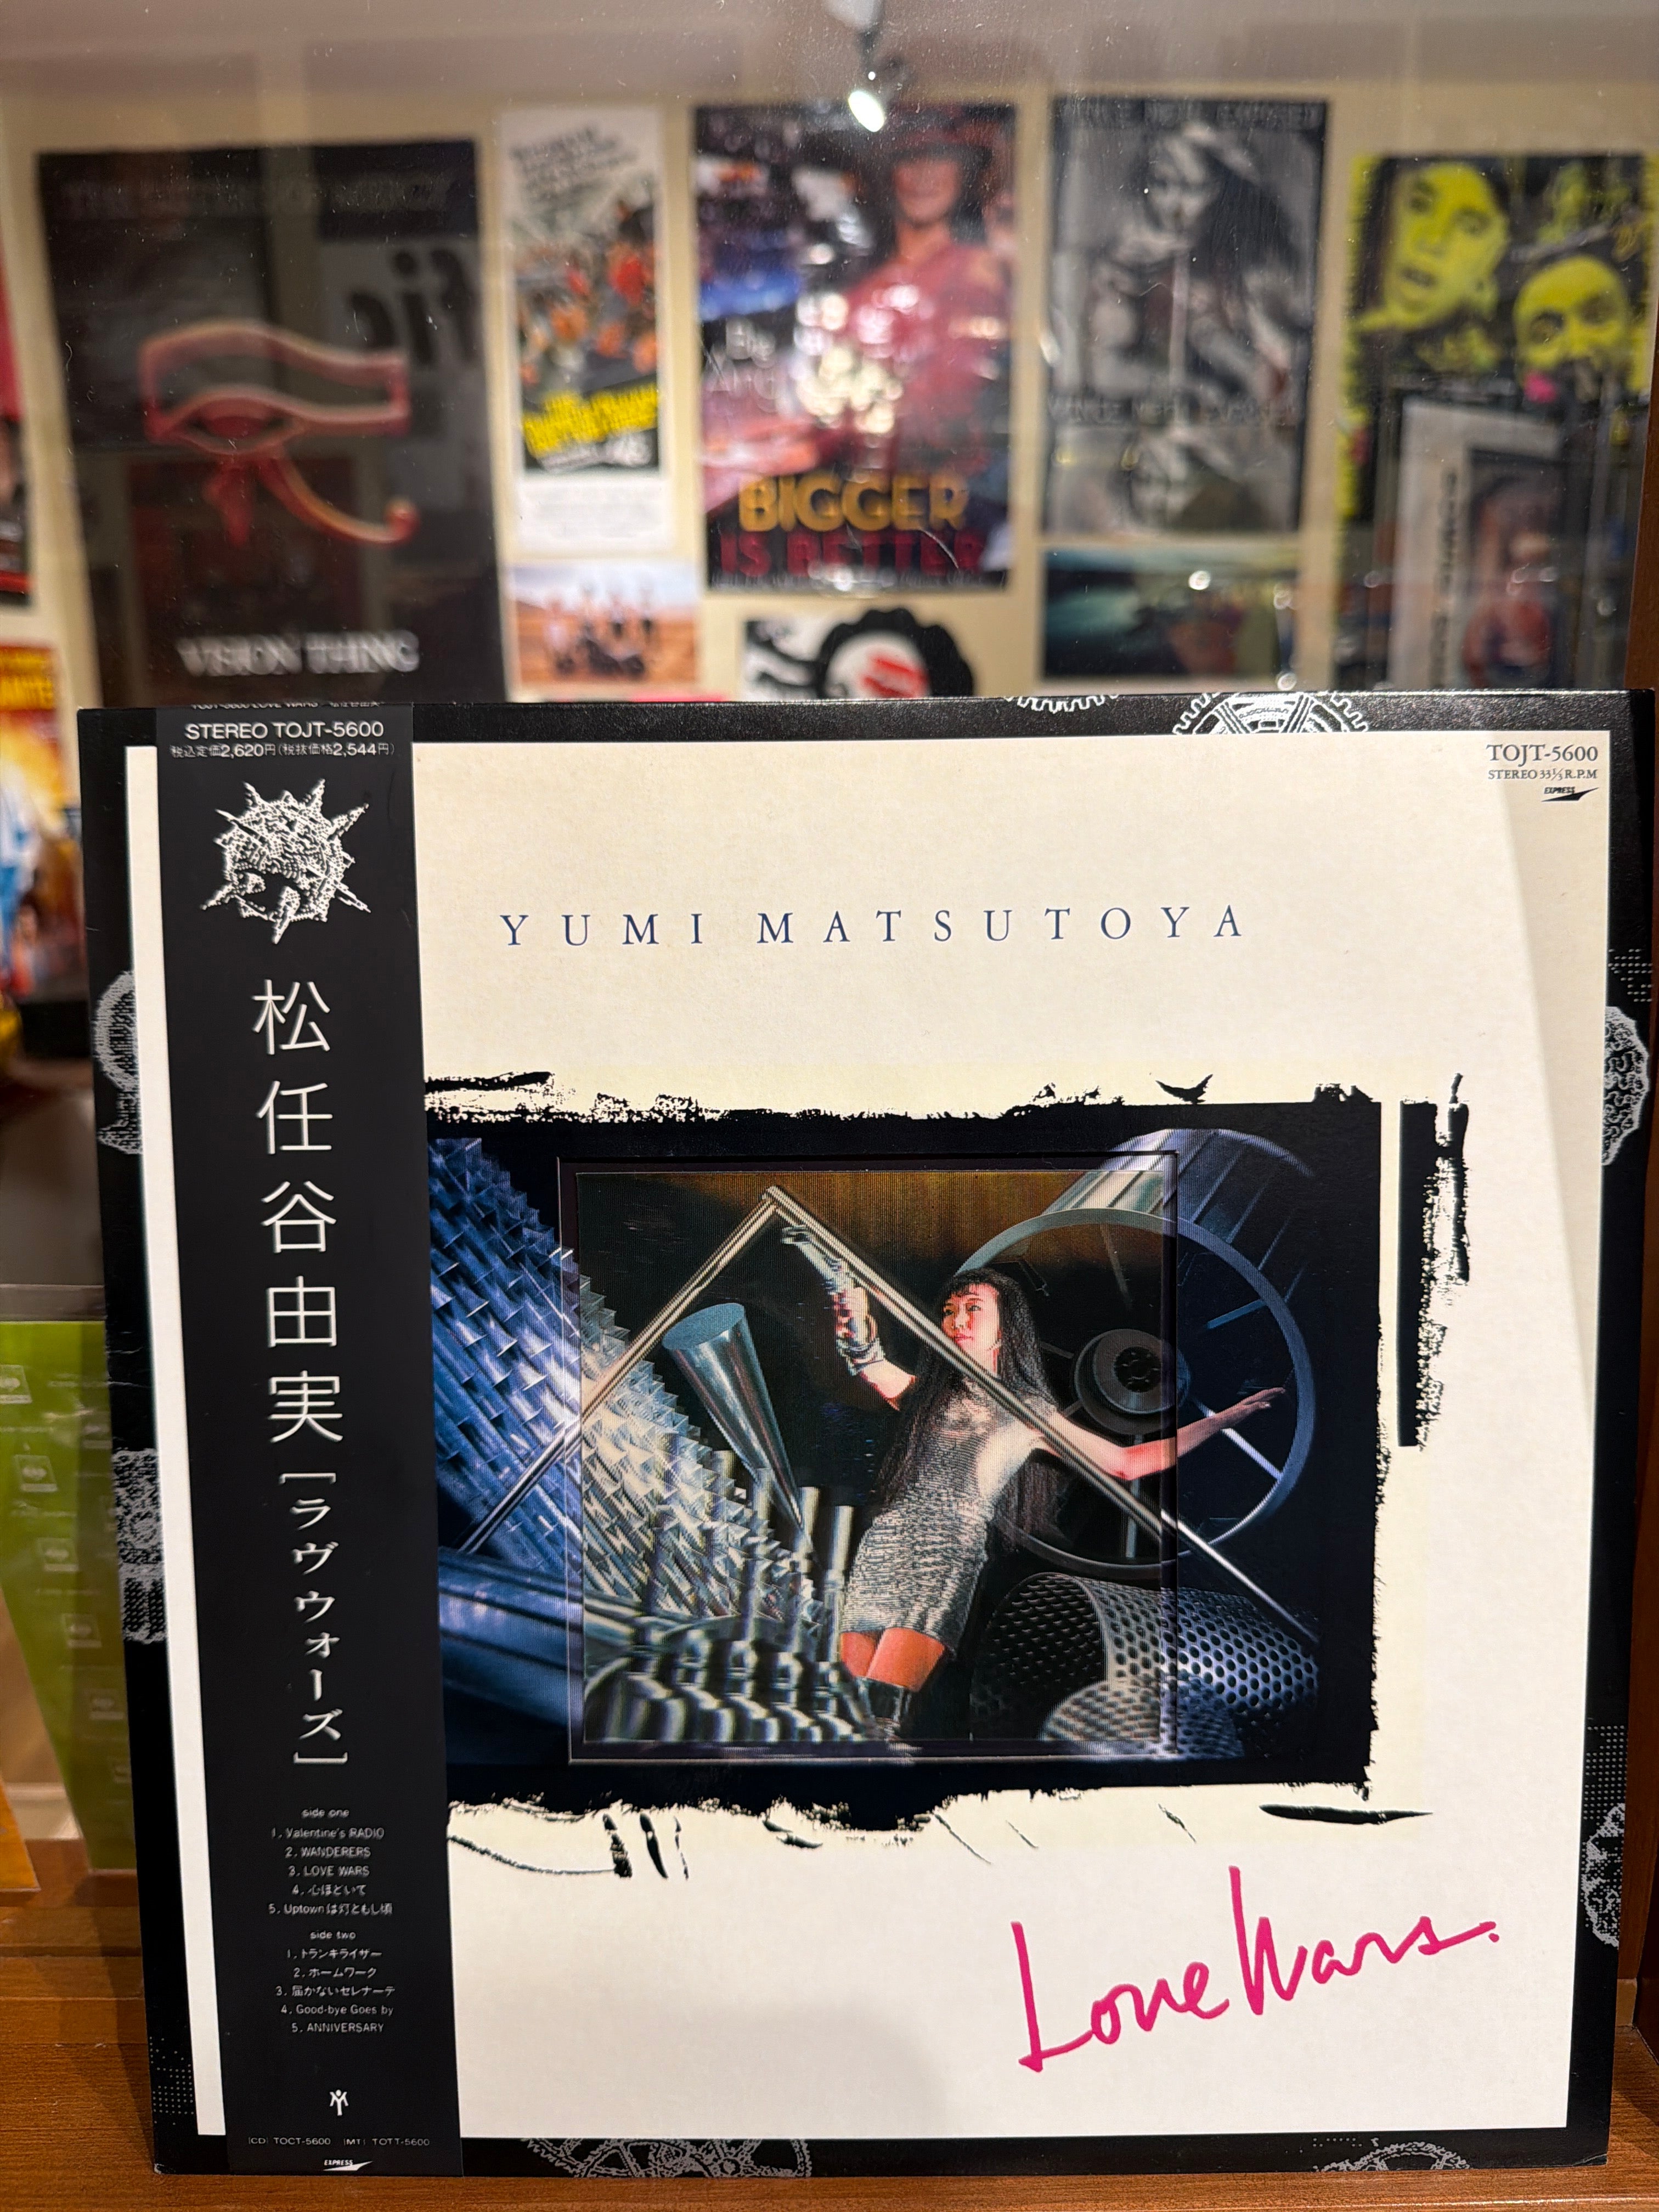 VISION THING
BIGGER
IS BETTER
STEREO TOJT-5600
税込定価2,620円(税抜価格2,544円)
松任谷由実[ラヴウォーズ]
side one
1. Valentine's RADIO
2. WANDERERS
3. LOVE WARS
4. 心ほどいて
5. Uptownは灯ともし頃
side two
1. トランキライザー
2. ホームワーク
3. 届かないセレナーデ
4. Good-bye Goes by
5. ANNIVERSARY
[CD] TOCT-5600 [MT] TOTT-5600
EXPRESS
TOJT-5600
STEREO 33⅓ R.P.M
EXPRESS
YUMI MATSUTOYA
Love Wars.